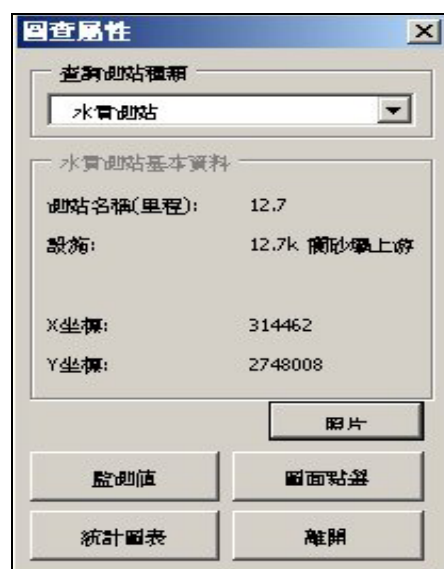 圖查屬性
查詢測站種類
水質測站
水質測站基本資料
測站名稱(里程): 12.7
設施: 12.7k 攔砂壩上游
X坐標: 314462
Y坐標: 2748008
照片
監測值 圖面點選
統計圖表 離開